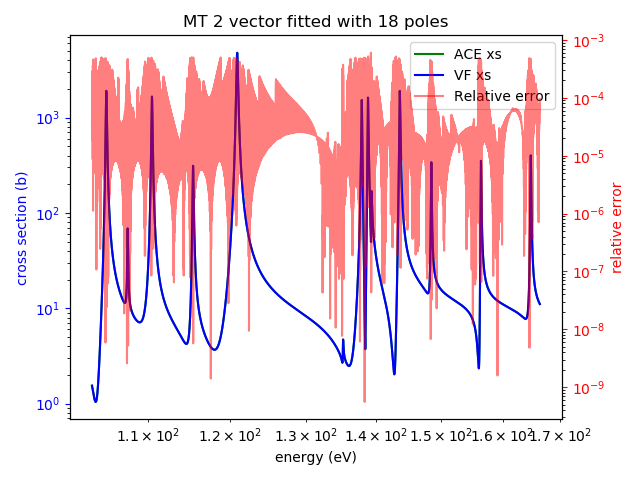 MT 2 vector fitted with 18 poles
ACE xs
VF xs
Relative error
cross section (b)
10³
10²
10¹
10⁰
10⁻³
10⁻⁴
10⁻⁵
10⁻⁶
10⁻⁷
10⁻⁸
10⁻⁹
relative error
1.1 × 10² 1.2 × 10² 1.3 × 10² 1.4 × 10² 1.5 × 10² 1.6 × 10² 1.7 × 10²
energy (eV)